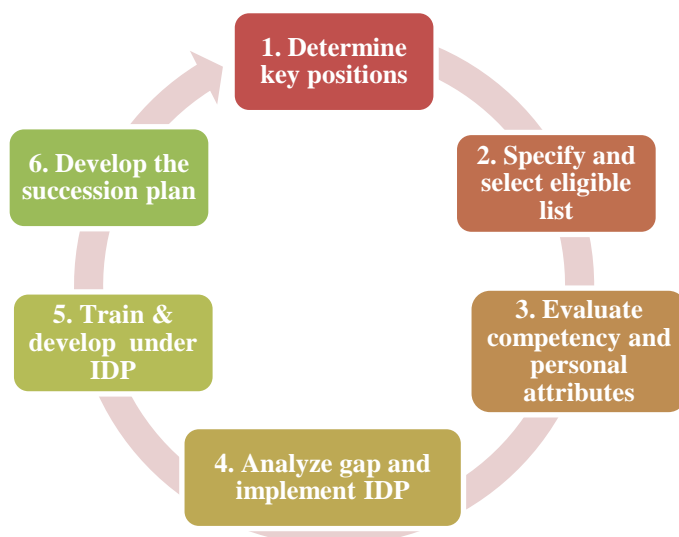 1. Determine
key positions
2. Specify and
select eligible
list
3. Evaluate
competency and
personal
attributes
4. Analyze gap and
implement IDP
5. Train &
develop under
IDP
6. Develop the
succession plan